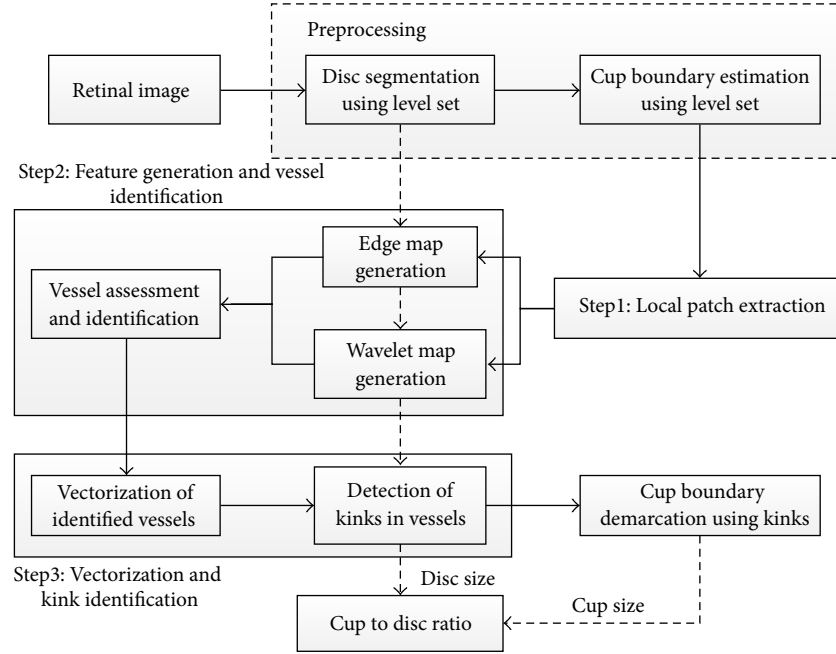 Preprocessing
Retinal image
Disc segmentation
using level set
Cup boundary estimation
using level set
Step2: Feature generation and vessel
identification
Edge map
generation
Vessel assessment
and identification
Step1: Local patch extraction
Wavelet map
generation
Vectorization of
identified vessels
Detection of
kinks in vessels
Cup boundary
demarcation using kinks
Step3: Vectorization and
kink identification
Disc size
Cup size
Cup to disc ratio